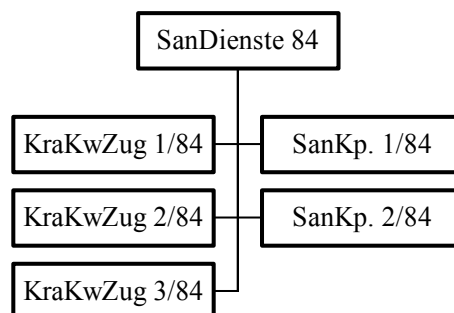 SanDienste 84
KraKwZug 1/84
SanKp. 1/84
KraKwZug 2/84
SanKp. 2/84
KraKwZug 3/84